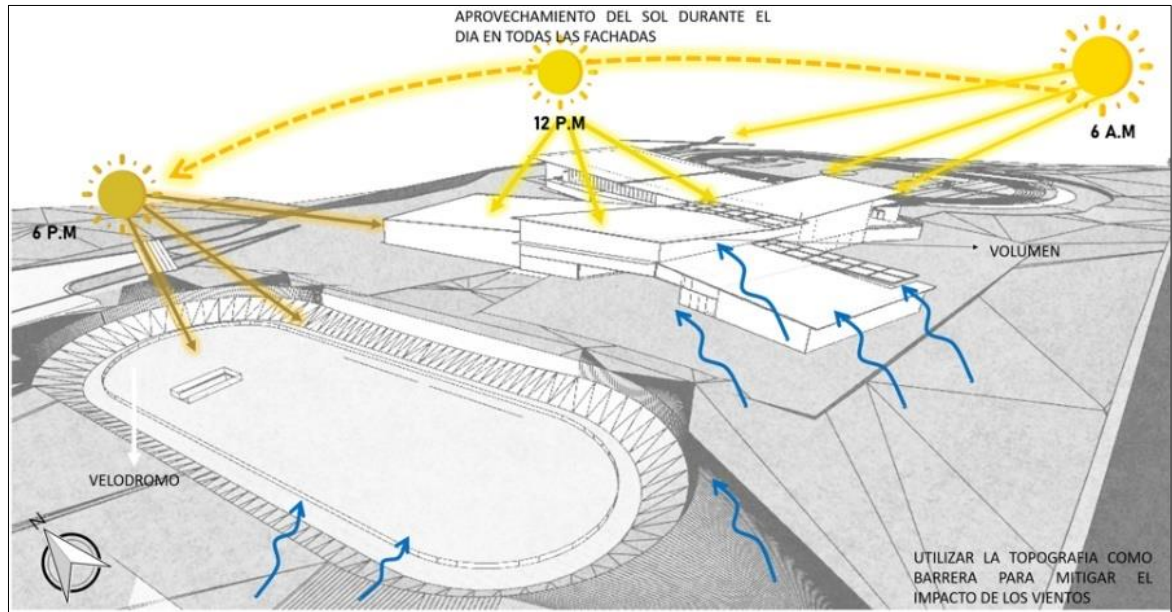 APROVECHAMIENTO DEL SOL DURANTE EL
DIA EN TODAS LAS FACHADAS
12 P.M
6 A.M
6 P.M
VOLUMEN
VELODROMO
N
UTILIZAR LA TOPOGRAFIA COMO
BARRERA PARA MITIGAR EL
IMPACTO DE LOS VIENTOS